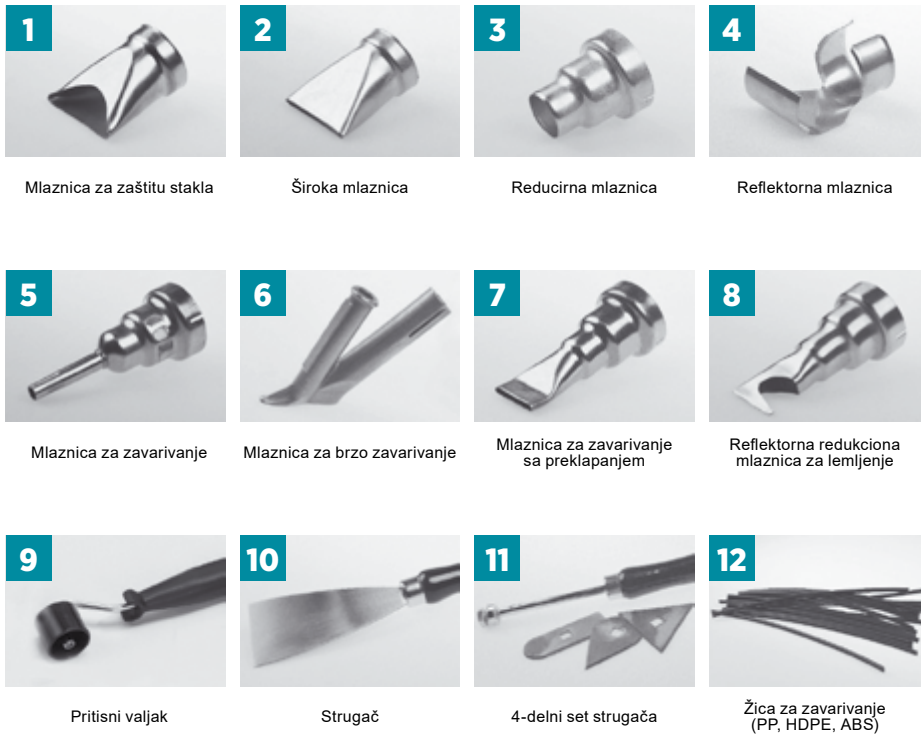 1
2
3
4
Mlaznica za zaštitu stakla
Široka mlaznica
Reducirna mlaznica
Reflektorna mlaznica
5
6
7
8
Mlaznica za zavarivanje
Mlaznica za brzo zavarivanje
Mlaznica za zavarivanje
sa preklapanjem
Reflektorna redukciona
mlaznica za lemljenje
9
10
11
12
Pritisni valjak
Strugač
4-delni set strugača
Žica za zavarivanje
(PP, HDPE, ABS)